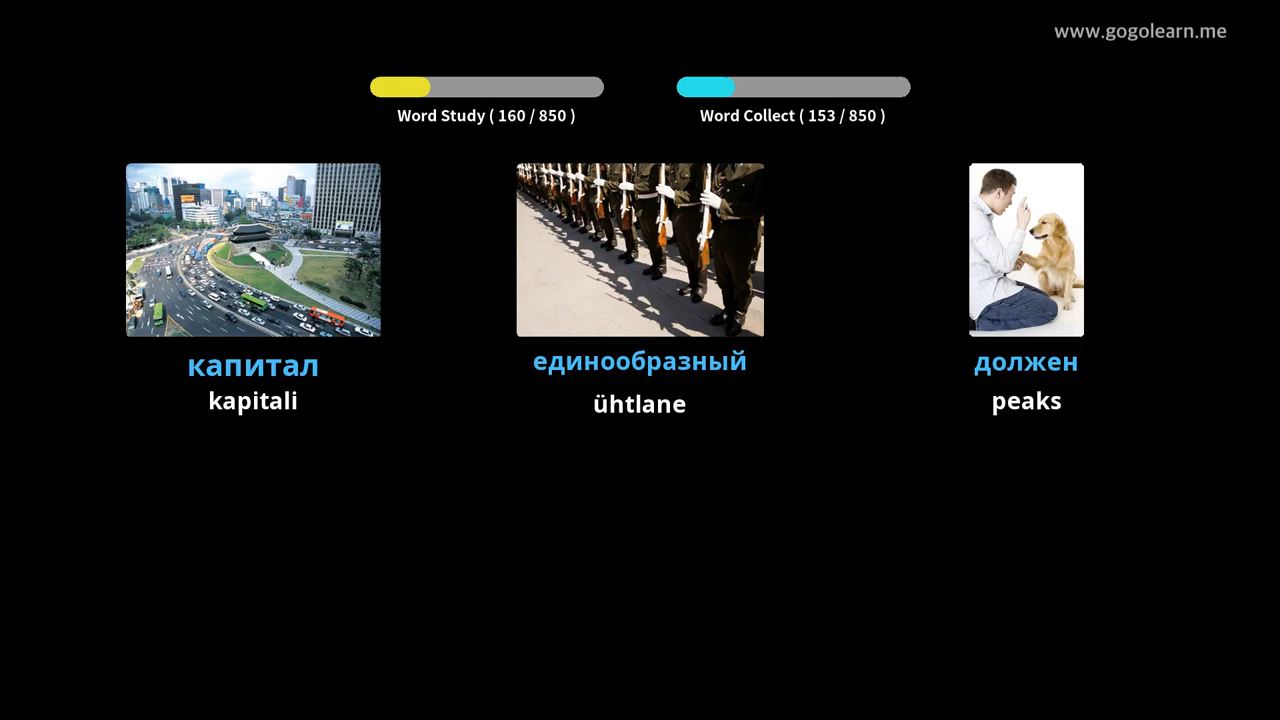 www.gogolearn.me
Word Study ( 160 / 850 )
Word Collect ( 153 / 850 )
капитал
единообразный
должен
kapitali
ühtlane
peaks